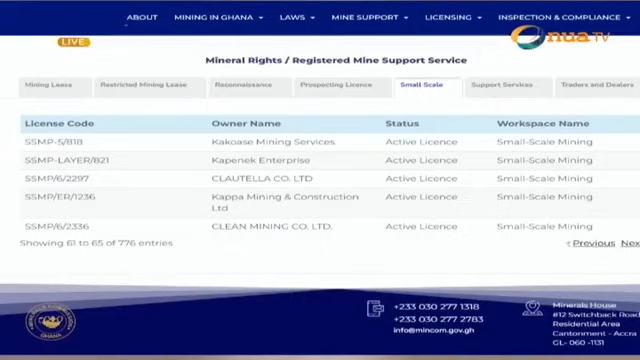 ABOUT MINING IN GHANA LAWS MINE SUPPORT LICENSING INSPECTION & COMPLIANCE
LIVE
nua TV
Mineral Rights / Registered Mine Support Service
Mining Lease Restricted Mining Lease Reconnaissance Prospecting Licence Small Scale Support Services Traders and Dealers
License Code Owner Name Status Workspace Name
SSMP-5/818 Kakoase Mining Services Active Licence Small-Scale Mining
SSMP-LAYER/821 Kapenek Enterprise Active Licence Small-Scale Mining
SSMP/6/2297 CLAUTELLA CO. LTD Active Licence Small-Scale Mining
SSMP/ER/1236 Kappa Mining & Construction Active Licence Small-Scale Mining
Ltd
SSMP/6/2336 CLEAN MINING CO. LTD. Active Licence Small-Scale Mining
Showing 61 to 65 of 776 entries ‹ Previous Nex
+233 030 277 1318
+233 030 277 2783
info@mincom.gov.gh
Minerals House
#12 Switchback Road
Residential Area
Cantonment - Accra
GL- 060 -1131
GHANA